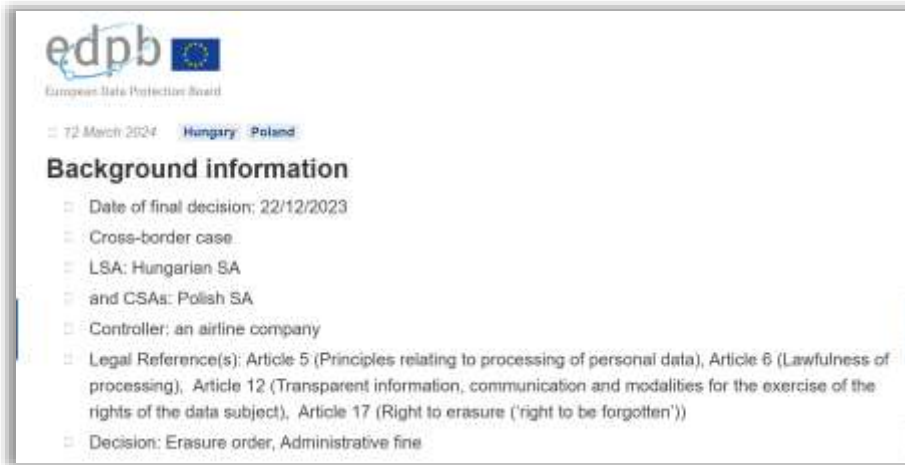 edpb
European Data Protection Board
12 March 2024 Hungary Poland
Background information
Date of final decision: 22/12/2023
Cross-border case
LSA: Hungarian SA
and CSAs: Polish SA
Controller: an airline company
Legal Reference(s): Article 5 (Principles relating to processing of personal data), Article 6 (Lawfulness of
processing), Article 12 (Transparent information, communication and modalities for the exercise of the
rights of the data subject), Article 17 (Right to erasure (‘right to be forgotten’))
Decision: Erasure order, Administrative fine